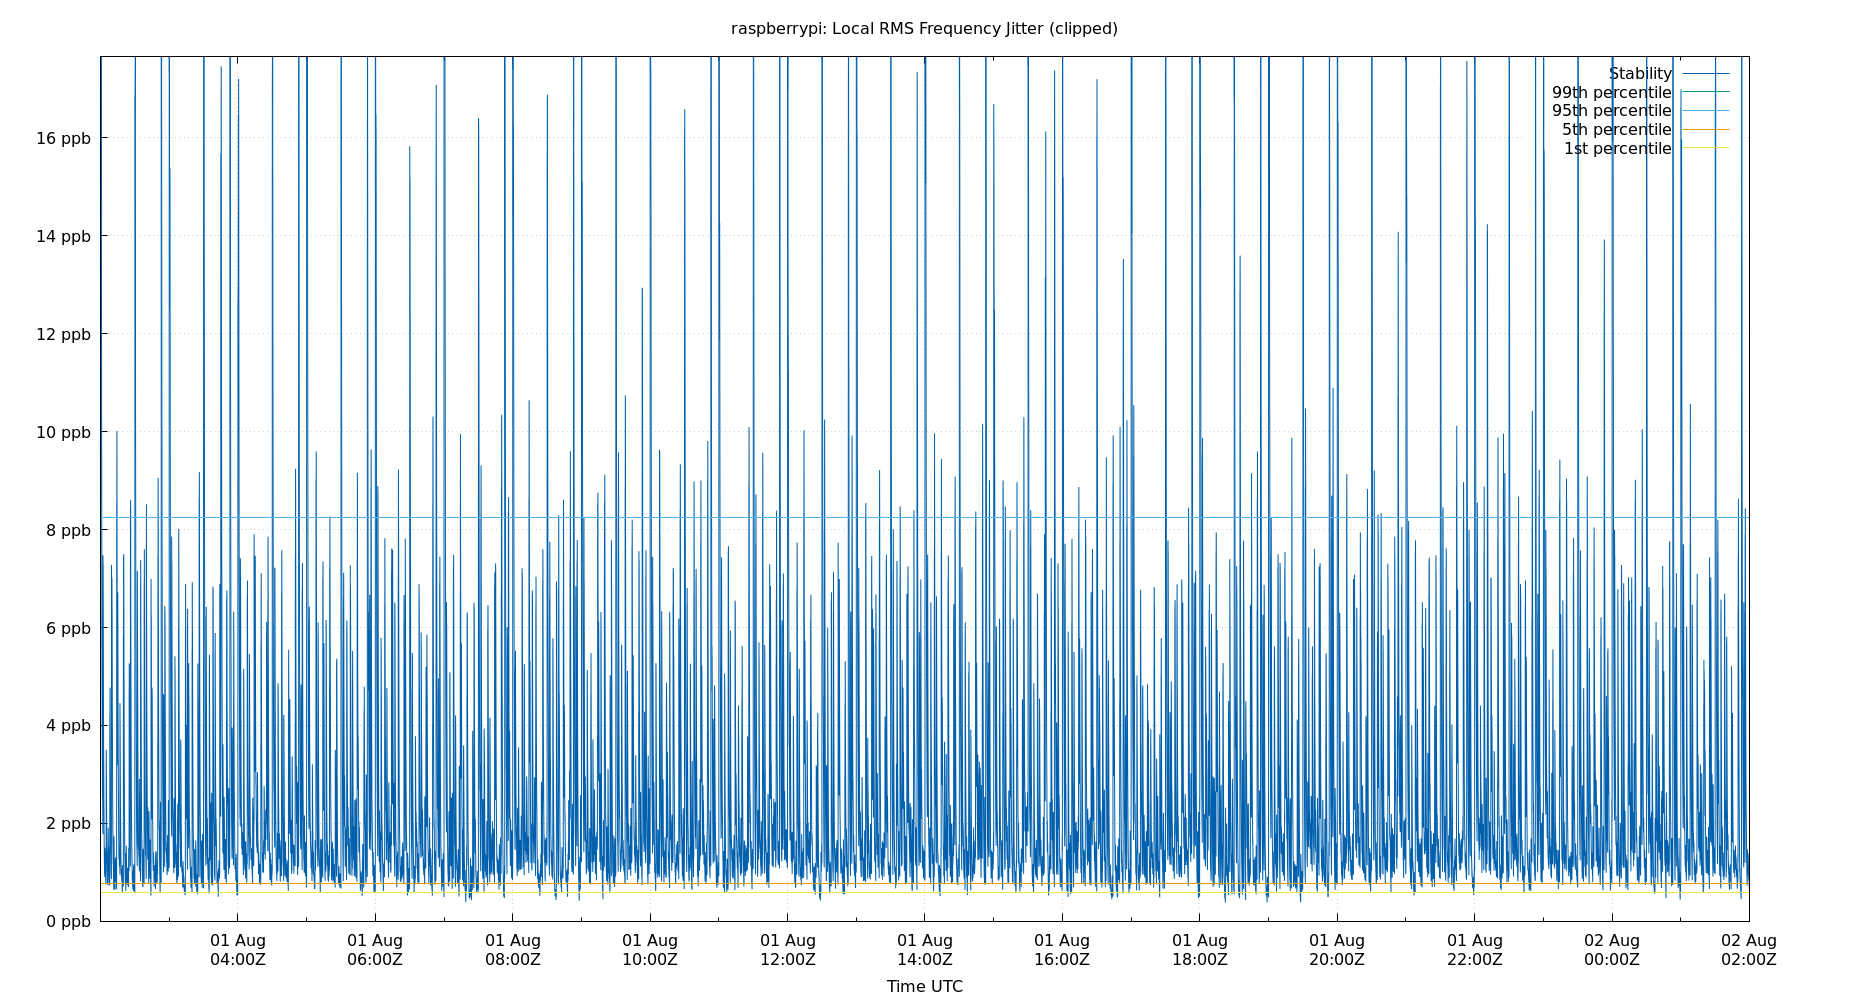 raspberrypi: Local RMS Frequency Jitter (clipped)
Stability
99th percentile
95th percentile
5th percentile
1st percentile
16 ppb
14 ppb
12 ppb
10 ppb
8 ppb
6 ppb
4 ppb
2 ppb
0 ppb
01 Aug 01 Aug 01 Aug 01 Aug 01 Aug 01 Aug 01 Aug 01 Aug 01 Aug 01 Aug 02 Aug 02 Aug
04:00Z 06:00Z 08:00Z 10:00Z 12:00Z 14:00Z 16:00Z 18:00Z 20:00Z 22:00Z 00:00Z 02:00Z
Time UTC